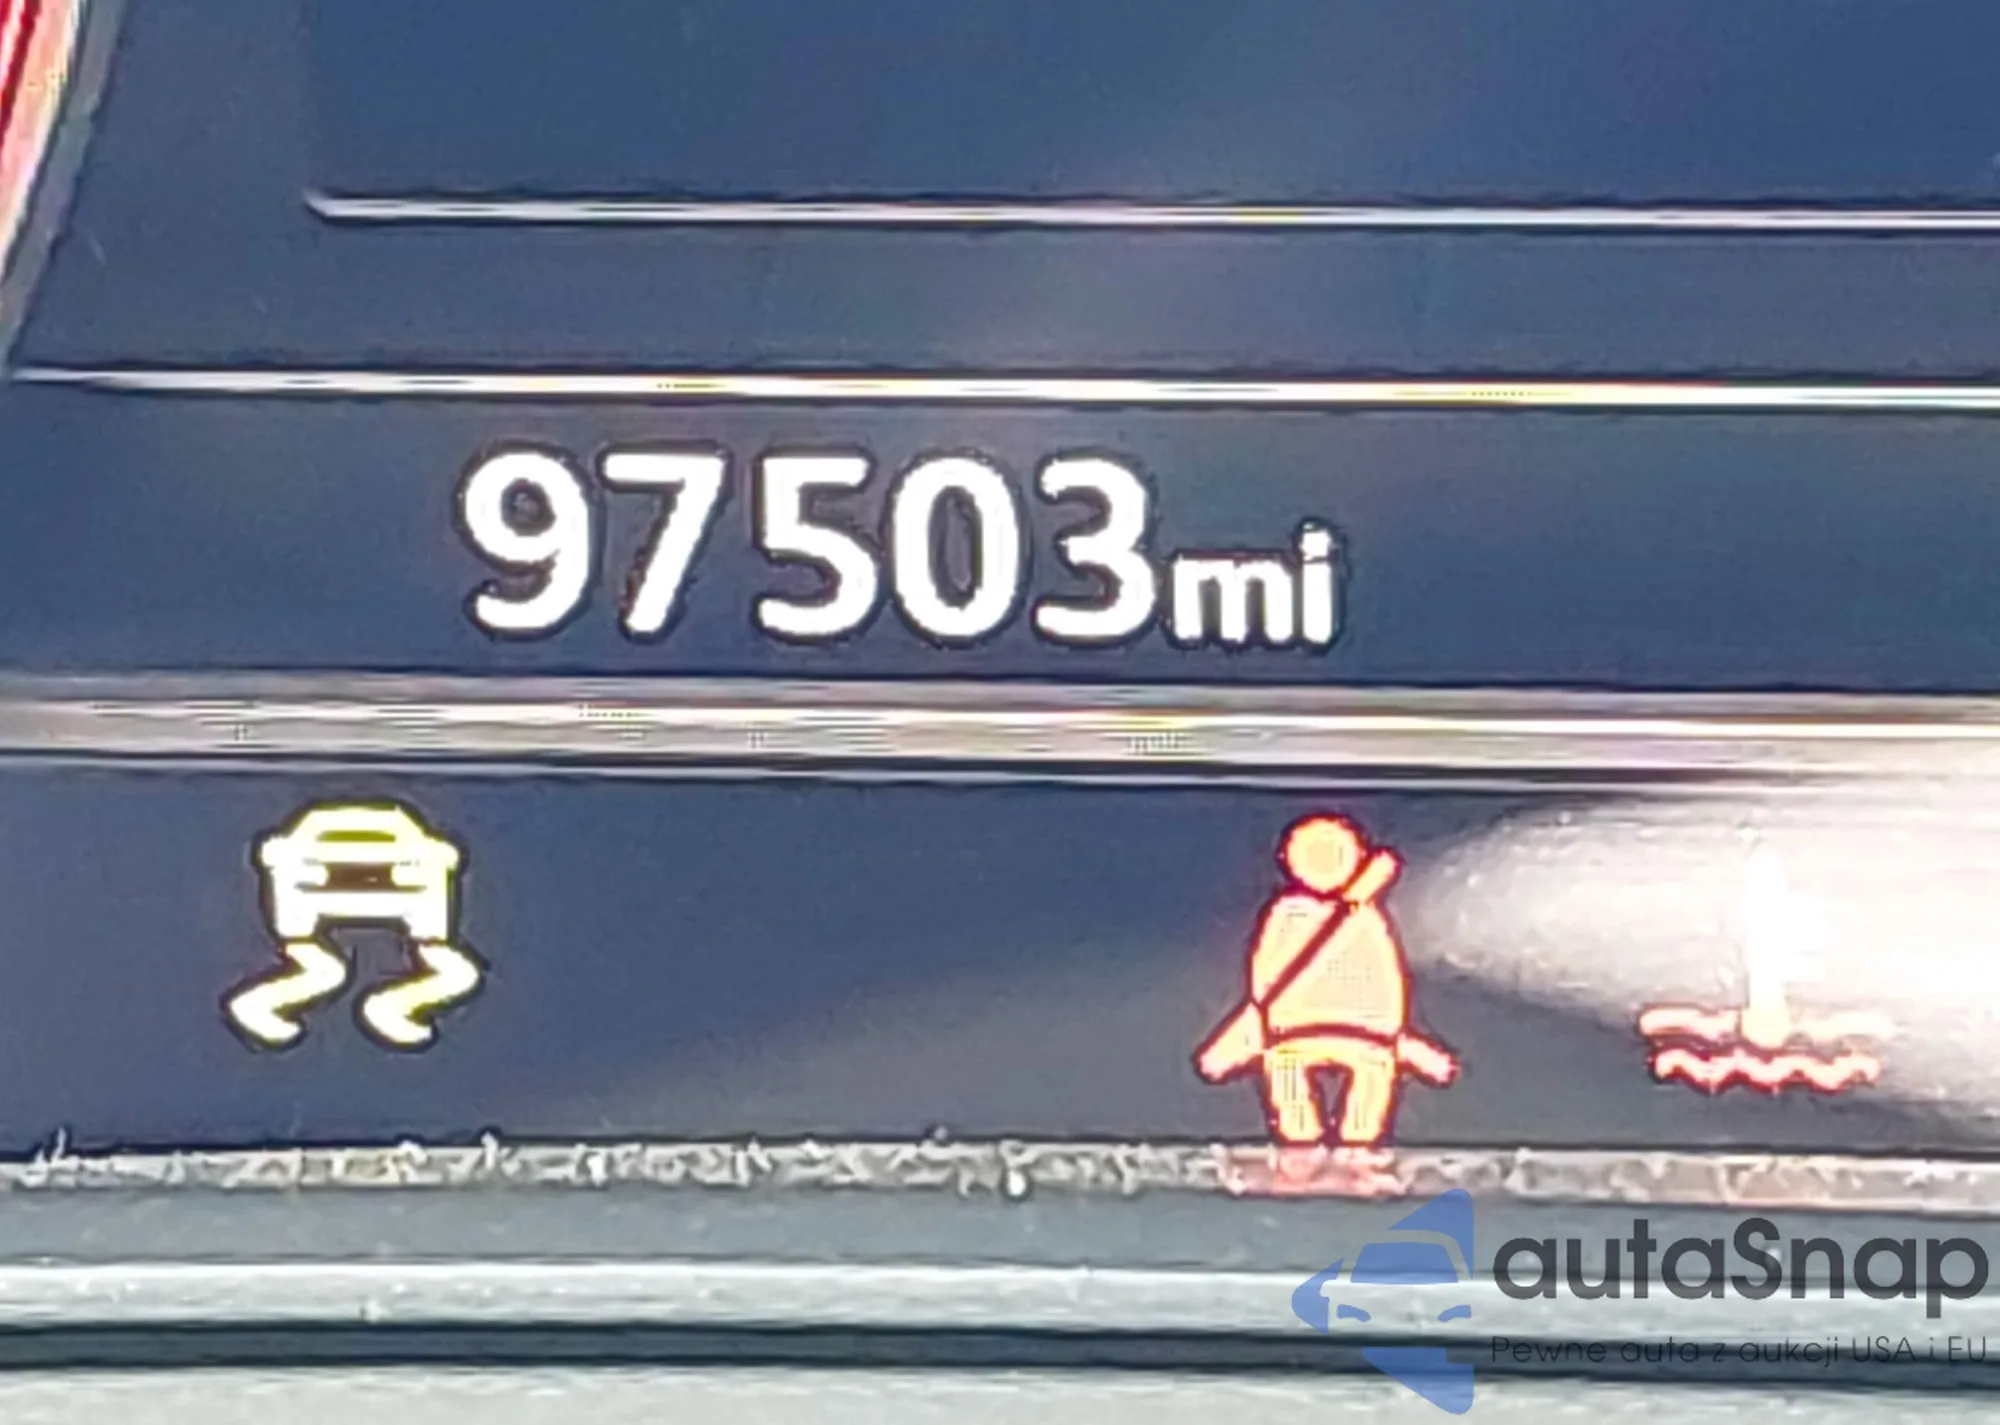 97503mi
autaSnap
Pewne auta z aukcji USA i EU